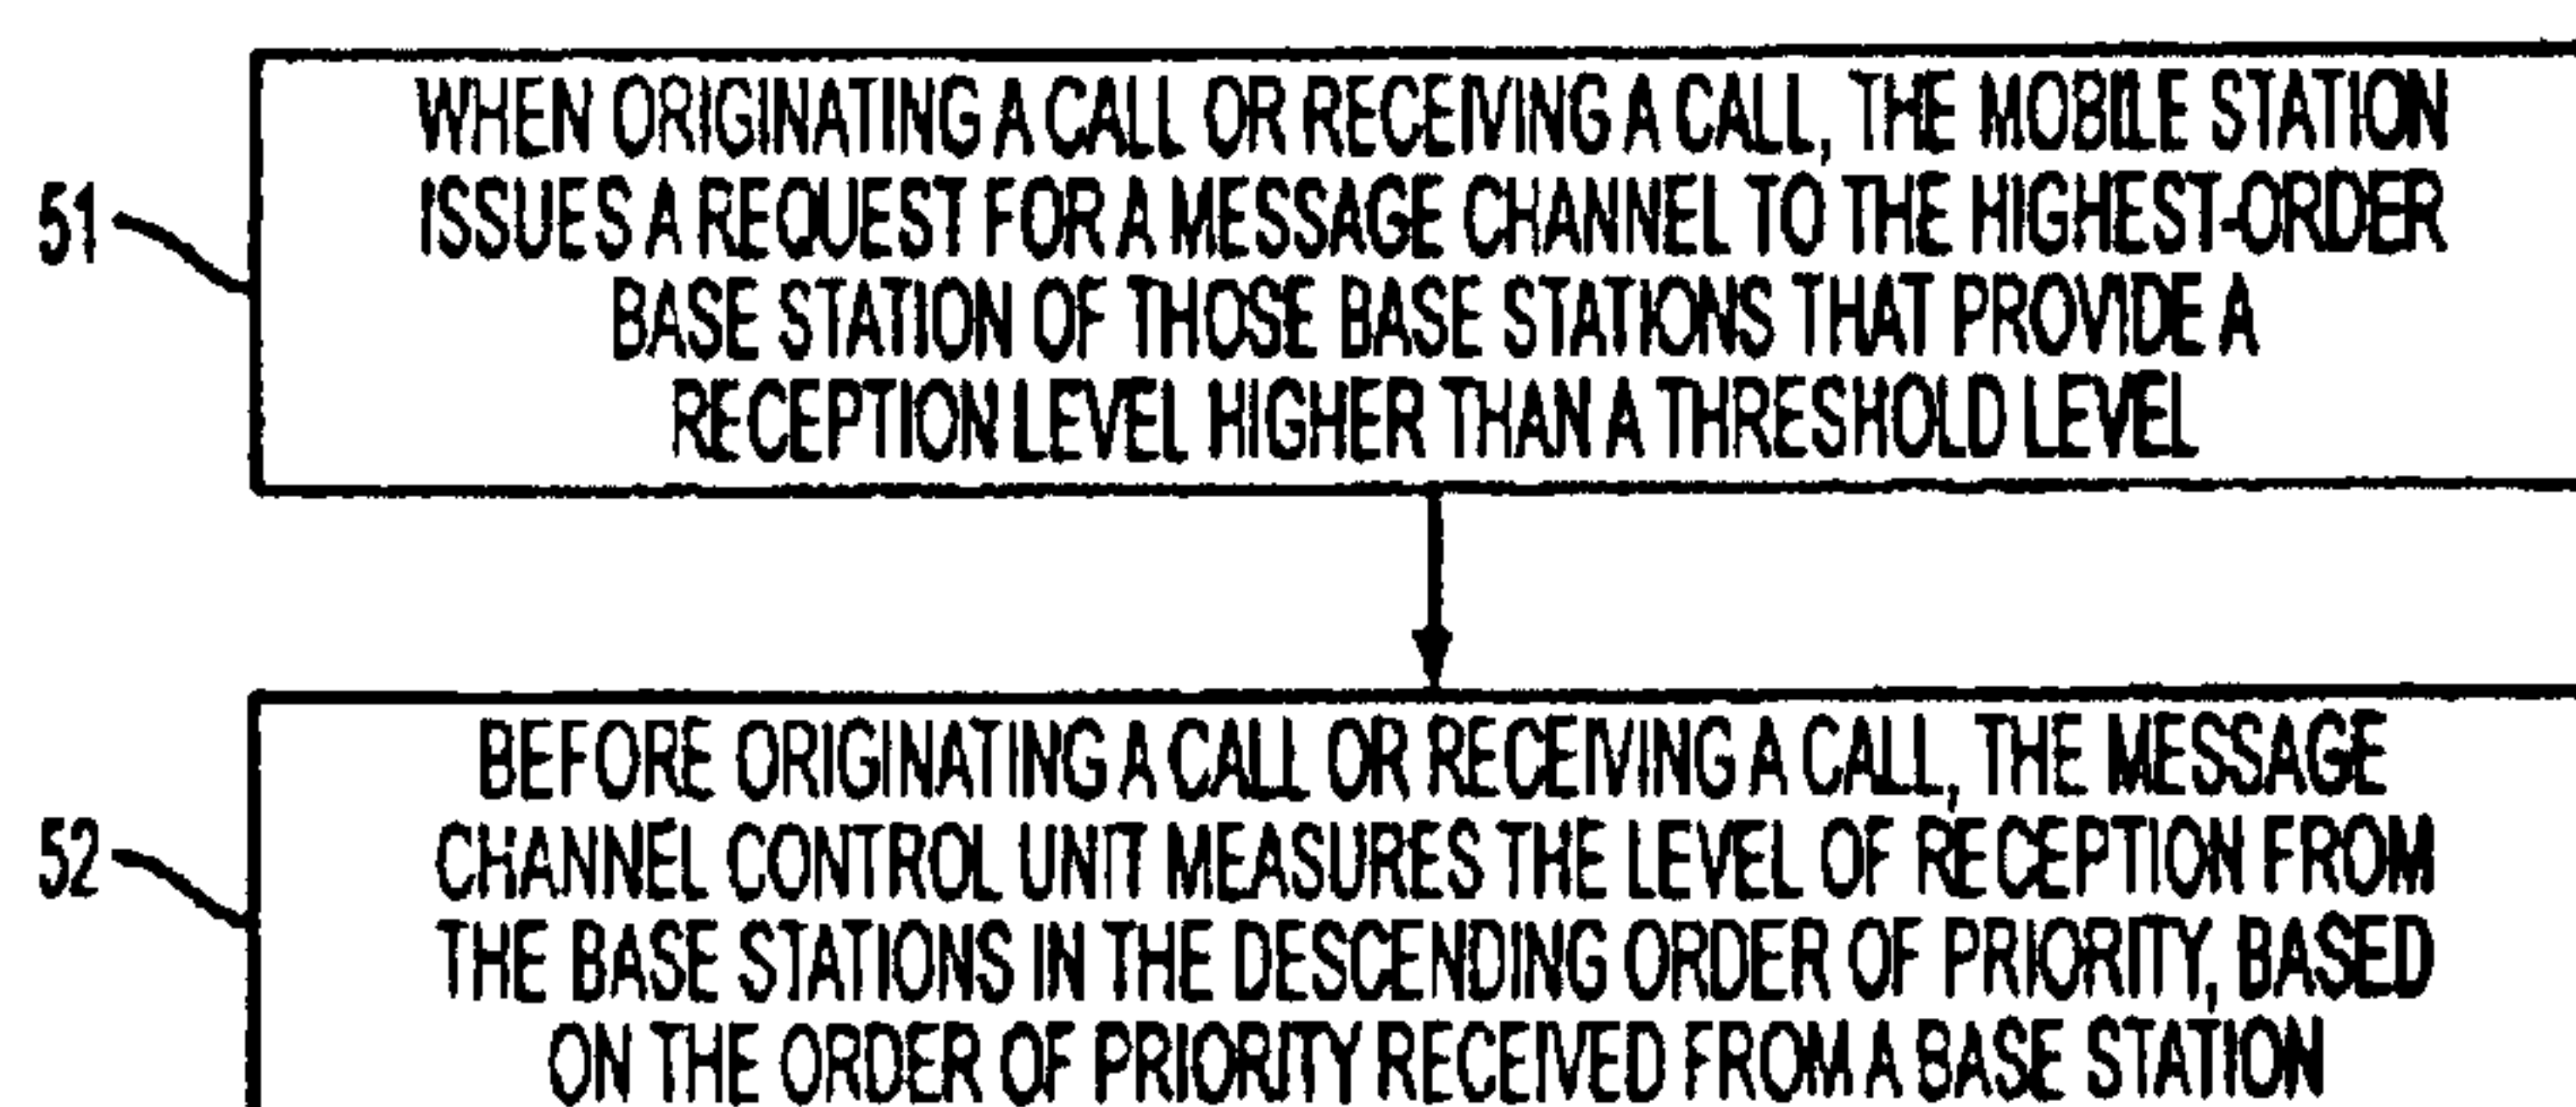 WHEN ORIGINATING A CALL OR RECEIVING A CALL, THE MOBILE STATION
51
ISSUES A REQUEST FOR A MESSAGE CHANNEL TO THE HIGHEST-ORDER
BASE STATION OF THOSE BASE STATIONS THAT PROVIDE A
RECEPTION LEVEL HIGHER THAN A THRESHOLD LEVEL
BEFORE ORIGINATING A CALL OR RECEIVING A CALL, THE MESSAGE
52
CHANNEL CONTROL UNIT MEASURES THE LEVEL OF RECEPTION FROM
THE BASE STATIONS IN THE DESCENDING ORDER OF PRIORITY, BASED
ON THE ORDER OF PRIORITY RECEIVED FROM A BASE STATION